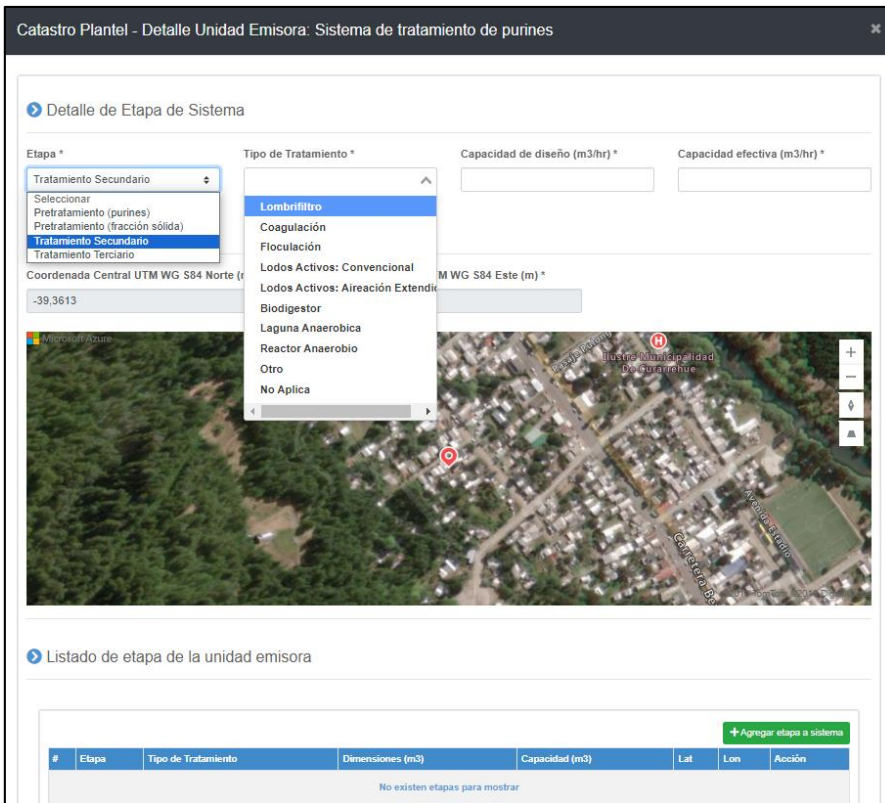 Catastro Plantel - Detalle Unidad Emisora: Sistema de tratamiento de purines
Detalle de Etapa de Sistema
Etapa *
Tipo de Tratamiento *
Capacidad de diseño (m3/hr) *
Capacidad efectiva (m3/hr) *
Tratamiento Secundario
Seleccionar
Pretratamiento (purines)
Pretratamiento (fracción sólida)
Tratamiento Secundario
Tratamiento Terciario
Lombrifiltro
Coagulación
Floculación
Lodos Activos: Convencional
Lodos Activos: Aireación Extendi
Biodigestor
Laguna Anaerobica
Reactor Anaerobio
Otro
No Aplica
Coordenada Central UTM WG S84 Norte (
M WG S84 Este (m) *
-39,3613
Microsoft Azure
Ilustre Municipalidad
De Curarrehue
H
Avenida Estadio
Carretera Be
Listado de etapa de la unidad emisora
+ Agregar etapa a sistema
# Etapa Tipo de Tratamiento Dimensiones (m3) Capacidad (m3) Lat Lon Acción
No existen etapas para mostrar